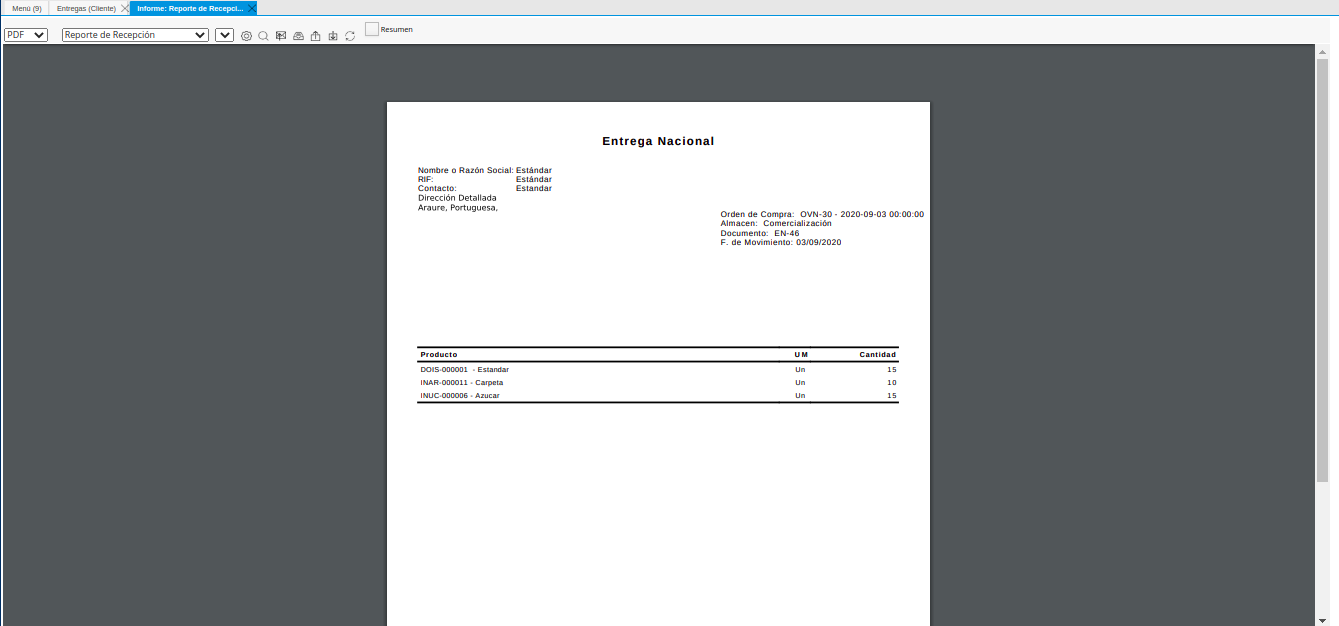 Menú (9) Entregas (Cliente) Informe: Reporte de Recepci...
PDF Reporte de Recepción Resumen
Entrega Nacional
Nombre o Razón Social: Estándar
RIF: Estándar
Contacto: Estandar
Dirección Detallada
Araure, Portuguesa,
Orden de Compra: OVN-30 - 2020-09-03 00:00:00
Almacen: Comercialización
Documento: EN-46
F. de Movimiento: 03/09/2020
Producto UM Cantidad
DOIS-000001 - Estandar Un 15
INAR-000011 - Carpeta Un 10
INUC-000006 - Azucar Un 15